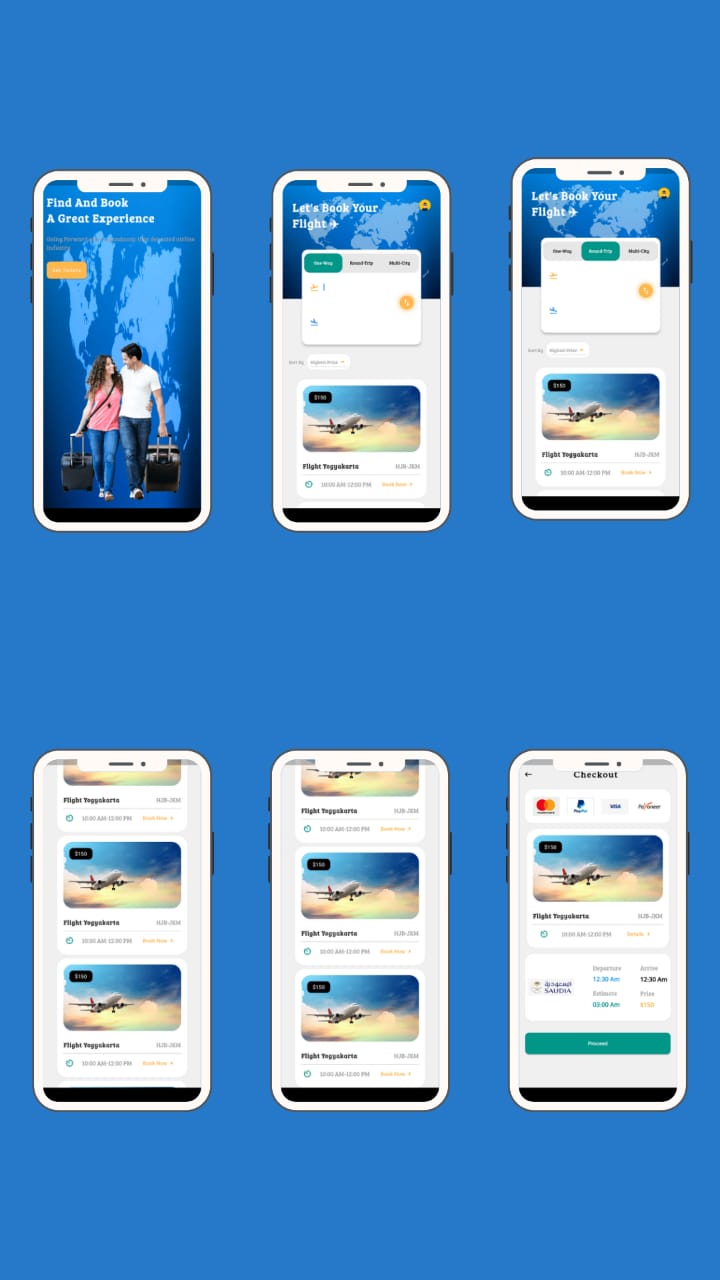 Find And Book
A Great Experience
Get Tickets
Let's Book Your
Flight ✈
One-Way
Round-Trip
Multi-City
Sort By
Highest Price
$150
Flight Yogyakarta
HJB-JKM
10:00 AM-12:00 PM
Book Now
Let's Book Your
Flight ✈
One-Way
Round-Trip
Multi-City
Sort By
Highest Price
$150
Flight Yogyakarta
HJB-JKM
10:00 AM-12:00 PM
Book Now
Flight Yogyakarta
HJB-JKM
10:00 AM-12:00 PM
Book Now
$150
Flight Yogyakarta
HJB-JKM
10:00 AM-12:00 PM
Book Now
$150
Flight Yogyakarta
HJB-JKM
10:00 AM-12:00 PM
Book Now
Flight Yogyakarta
HJB-JKM
10:00 AM-12:00 PM
Book Now
$150
Flight Yogyakarta
HJB-JKM
10:00 AM-12:00 PM
Book Now
$150
Flight Yogyakarta
HJB-JKM
10:00 AM-12:00 PM
Book Now
Checkout
mastercard
PayPal
VISA
Payoneer
$150
Flight Yogyakarta
HJB-JKM
10:00 AM-12:00 PM
Details
السعودية
SAUDIA
Departure
Arrive
12:30 Am
12:30 Am
Estimate
Price
03:00 Am
$150
Proceed